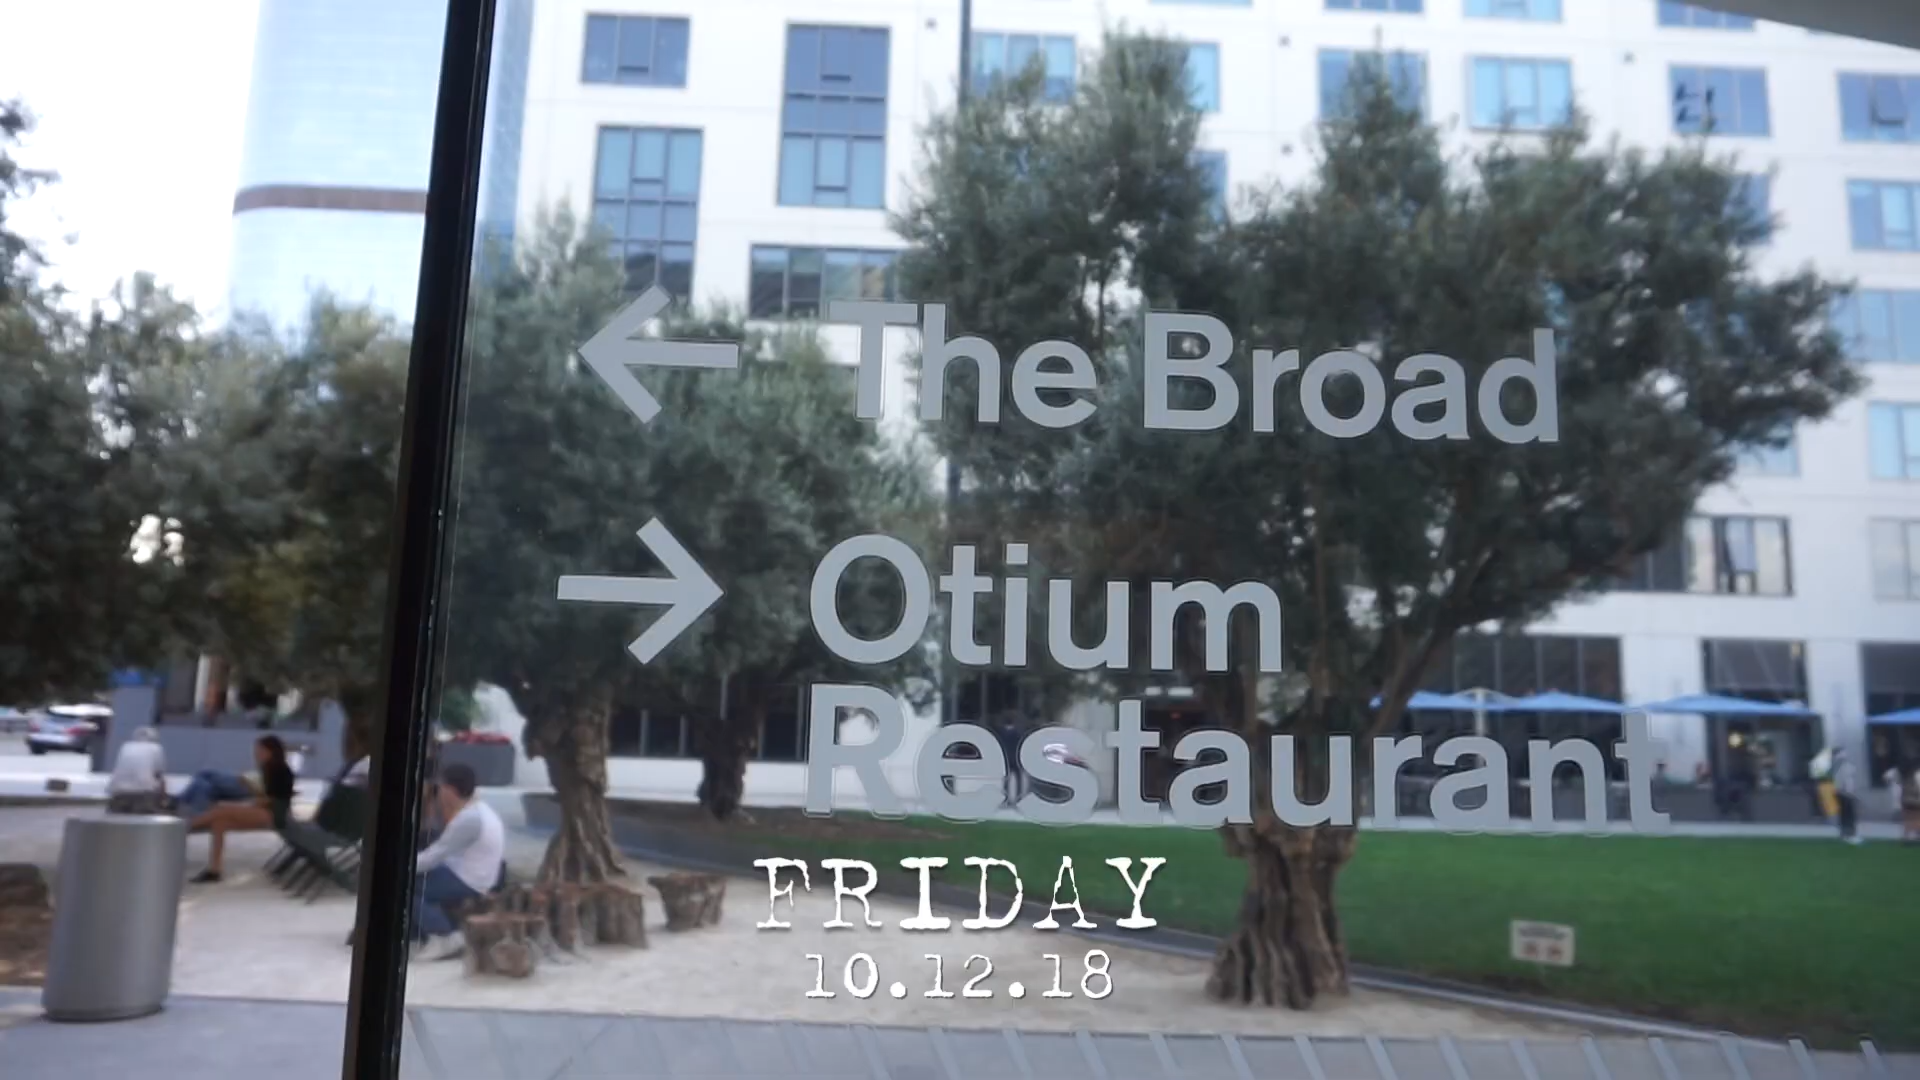 ← The Broad
→ Otium
Restaurant
FRIDAY
10.12.18